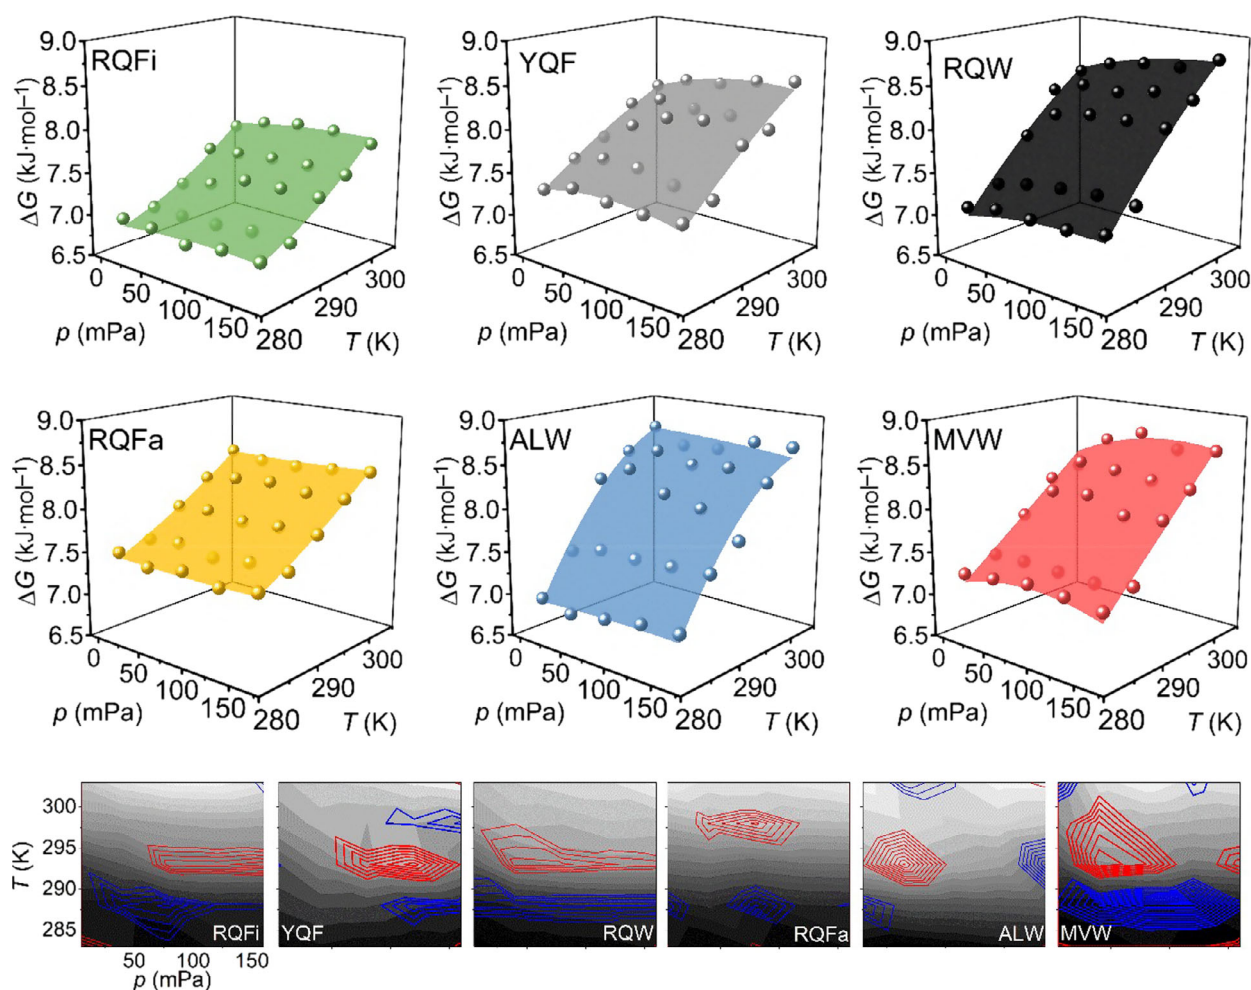 RQFi
9.0
8.5
8.0
7.5
7.0
6.5
ΔG (kJ·mol⁻¹)
0
50
100
150
p (mPa)
280
290
300
T (K)
YQF
9.0
8.5
8.0
7.5
7.0
6.5
ΔG (kJ·mol⁻¹)
0
50
100
150
p (mPa)
280
290
300
T (K)
RQW
9.0
8.5
8.0
7.5
7.0
6.5
ΔG (kJ·mol⁻¹)
0
50
100
150
p (mPa)
280
290
300
T (K)
RQFa
9.0
8.5
8.0
7.5
7.0
6.5
ΔG (kJ·mol⁻¹)
0
50
100
150
p (mPa)
280
290
300
T (K)
ALW
9.0
8.5
8.0
7.5
7.0
6.5
ΔG (kJ·mol⁻¹)
0
50
100
150
p (mPa)
280
290
300
T (K)
MVW
9.0
8.5
8.0
7.5
7.0
6.5
ΔG (kJ·mol⁻¹)
0
50
100
150
p (mPa)
280
290
300
T (K)
T (K)
300
295
290
285
RQFi
YQF
RQW
RQFa
ALW
MVW
50 100 150
p (mPa)